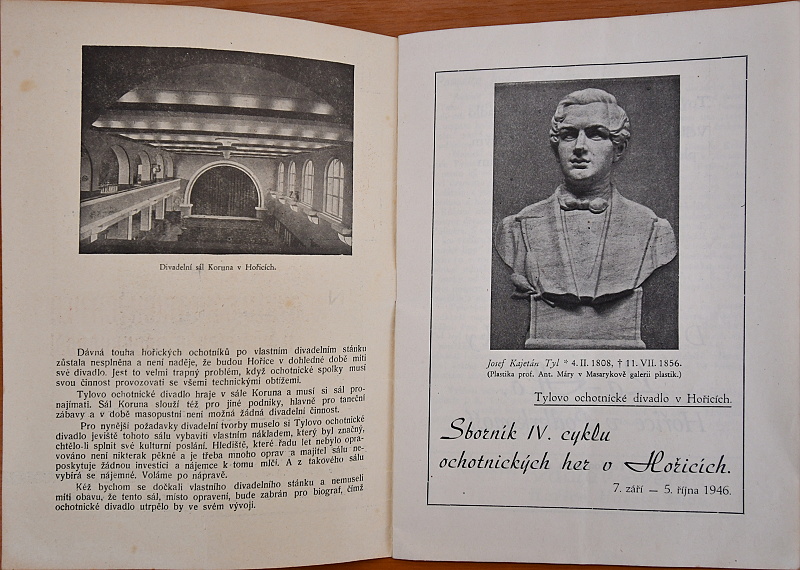 Divadelní sál Koruna v Hořicích.
Dávná touha hořických ochotníků po vlastním divadelním stánku
zůstala nesplněna a není naděje, že budou Hořice v dohledné době míti
své divadlo. Jest to velmi trapný problém, když ochotnické spolky musí
svou činnost provozovati se všemi technickými obtížemi.
Tylovo ochotnické divadlo hraje v sále Koruna a musí si sál pro-
najímati. Sál Koruna slouží též pro jiné podniky, hlavně pro taneční
zábavy a v době masopustní není možná žádná divadelní činnost.
Pro nynější požadavky divadelní tvorby muselo si Tylovo ochotnické
divadlo jeviště tohoto sálu vybaviti vlastním nákladem, který byl značný,
chtělo-li splnit své kulturní poslání. Hlediště, které řadu let nebylo opra-
vováno není nikterak pěkné a je třeba mnoho oprav a majitel sálu ne-
poskytuje žádnou investici a nájemce k tomu mlčí. A z takového sálu
vybírá se nájemné. Voláme po nápravě.
Kéž bychom se dočkali vlastního divadelního stánku a nemuseli
míti obavu, že tento sál, místo opravení, bude zabrán pro biograf, čímž
ochotnické divadlo utrpělo by ve svém vývoji.
Josef Kajetán Tyl * 4. II. 1808, † 11. VII. 1856.
(Plastika prof. Ant. Máry v Masarykově galerii plastik.)
Tylovo ochotnické divadlo v Hořicích.
Sborník IV. cyklu
ochotnických her v Hořicích.
7. září — 5. října 1946.